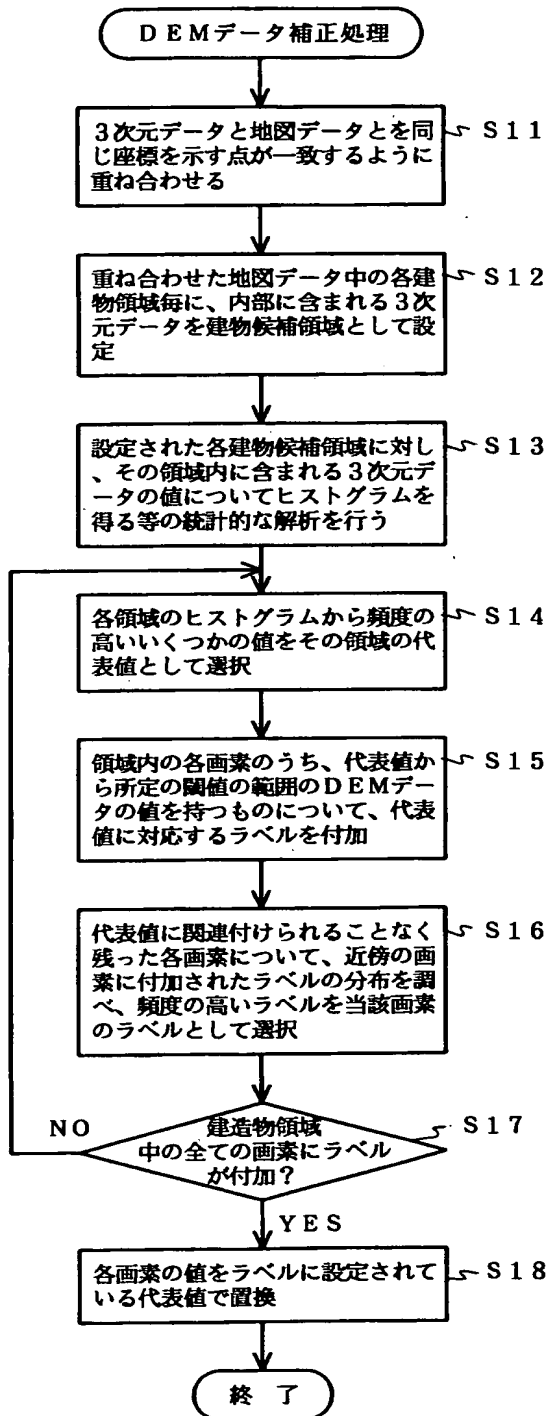 DEMデータ補正処理
3次元データと地図データとを同 S11
じ座標を示す点が一致するように
重ね合わせる
重ね合わせた地図データ中の各建 S12
物領域毎に、内部に含まれる3次
元データを建物候補領域として設
定
設定された各建物候補領域に対し S13
、その領域内に含まれる3次元デ
ータの値についてヒストグラムを
得る等の統計的な解析を行う
各領域のヒストグラムから頻度の S14
高いいくつかの値をその領域の代
表値として選択
領域内の各画素のうち、代表値か S15
ら所定の閾値の範囲のDEMデー
タの値を持つものについて、代表
値に対応するラベルを付加
代表値に関連付けられることなく S16
残った各画素について、近傍の画
素に付加されたラベルの分布を調
べ、頻度の高いラベルを当該画素
のラベルとして選択
NO 建造物領域 S17
中の全ての画素にラベル
が付加?
YES
各画素の値をラベルに設定されて S18
いる代表値で置換
終了